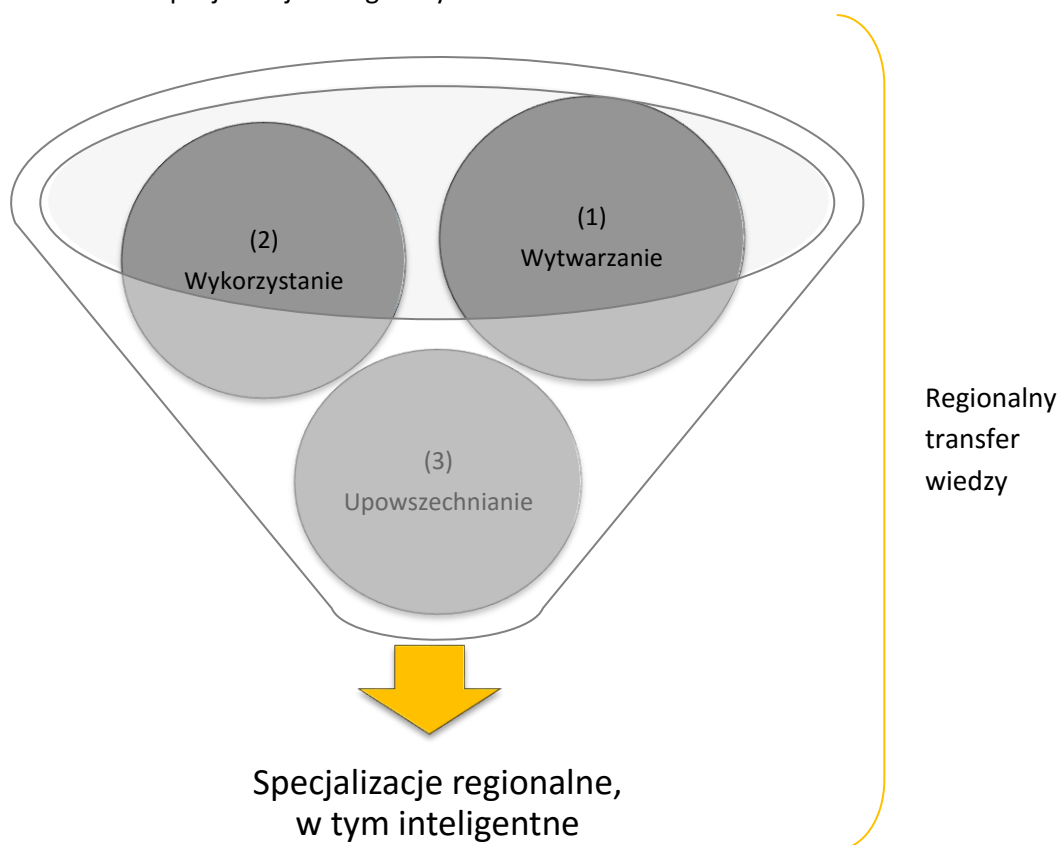 (1)
Wytwarzanie
(2)
Wykorzystanie
(3)
Upowszechnianie
Regionalny
transfer
wiedzy
Specjalizacje regionalne,
w tym inteligentne